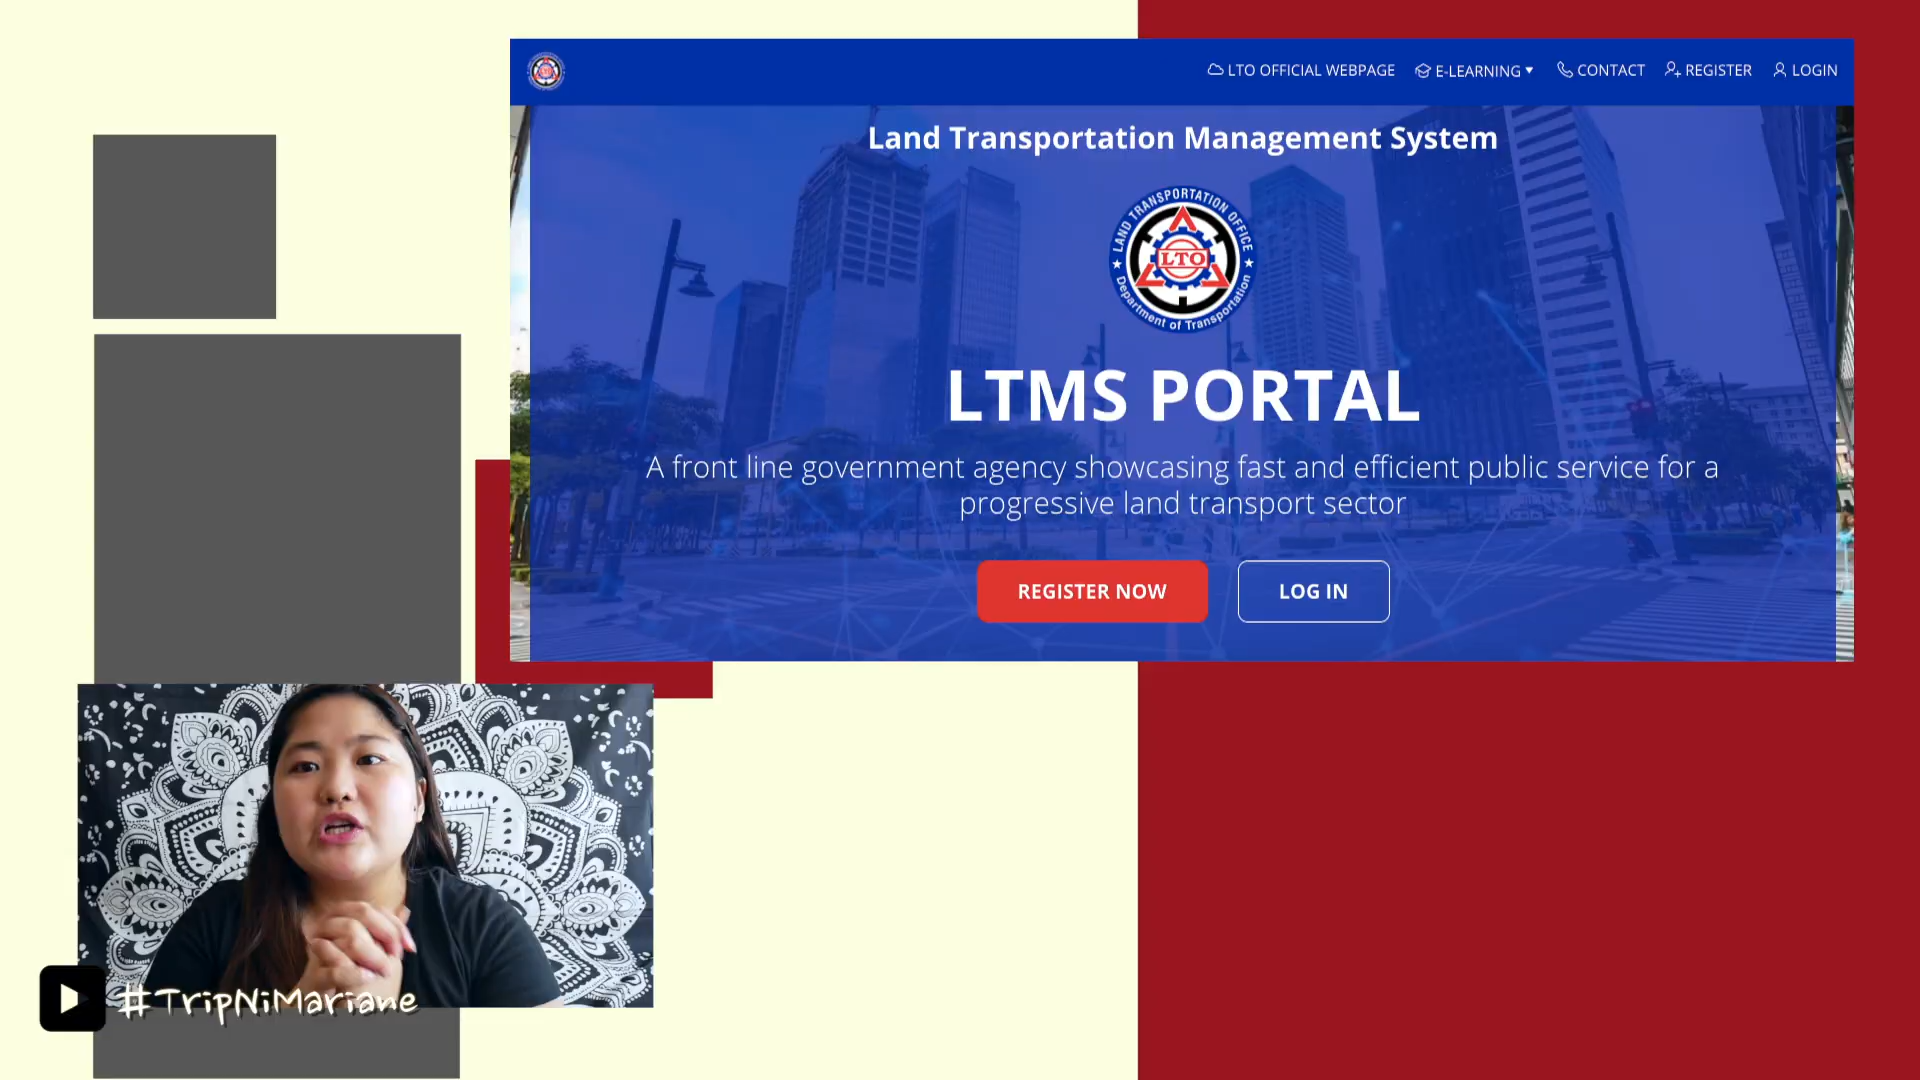 LTO OFFICIAL WEBPAGE E-LEARNING CONTACT REGISTER LOGIN
Land Transportation Management System
LAND TRANSPORTATION OFFICE
LTO
Department of Transportation
LTMS PORTAL
A front line government agency showcasing fast and efficient public service for a
progressive land transport sector
REGISTER NOW LOG IN
#TripNiMariane